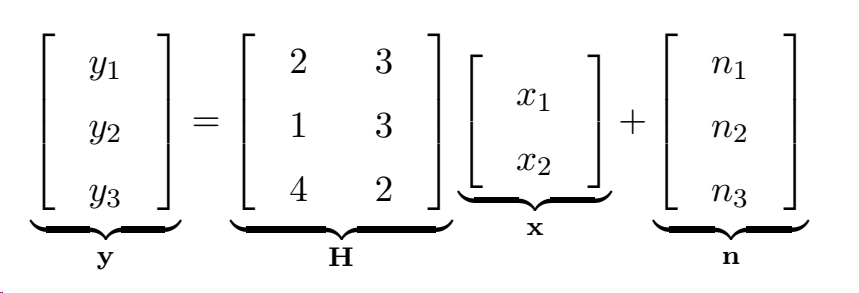 [ y₁ y₂ y₃ ] = [ 2 3 1 3 4 2 ] [ x₁ x₂ ] + [ n₁ n₂ n₃ ]
y H x n